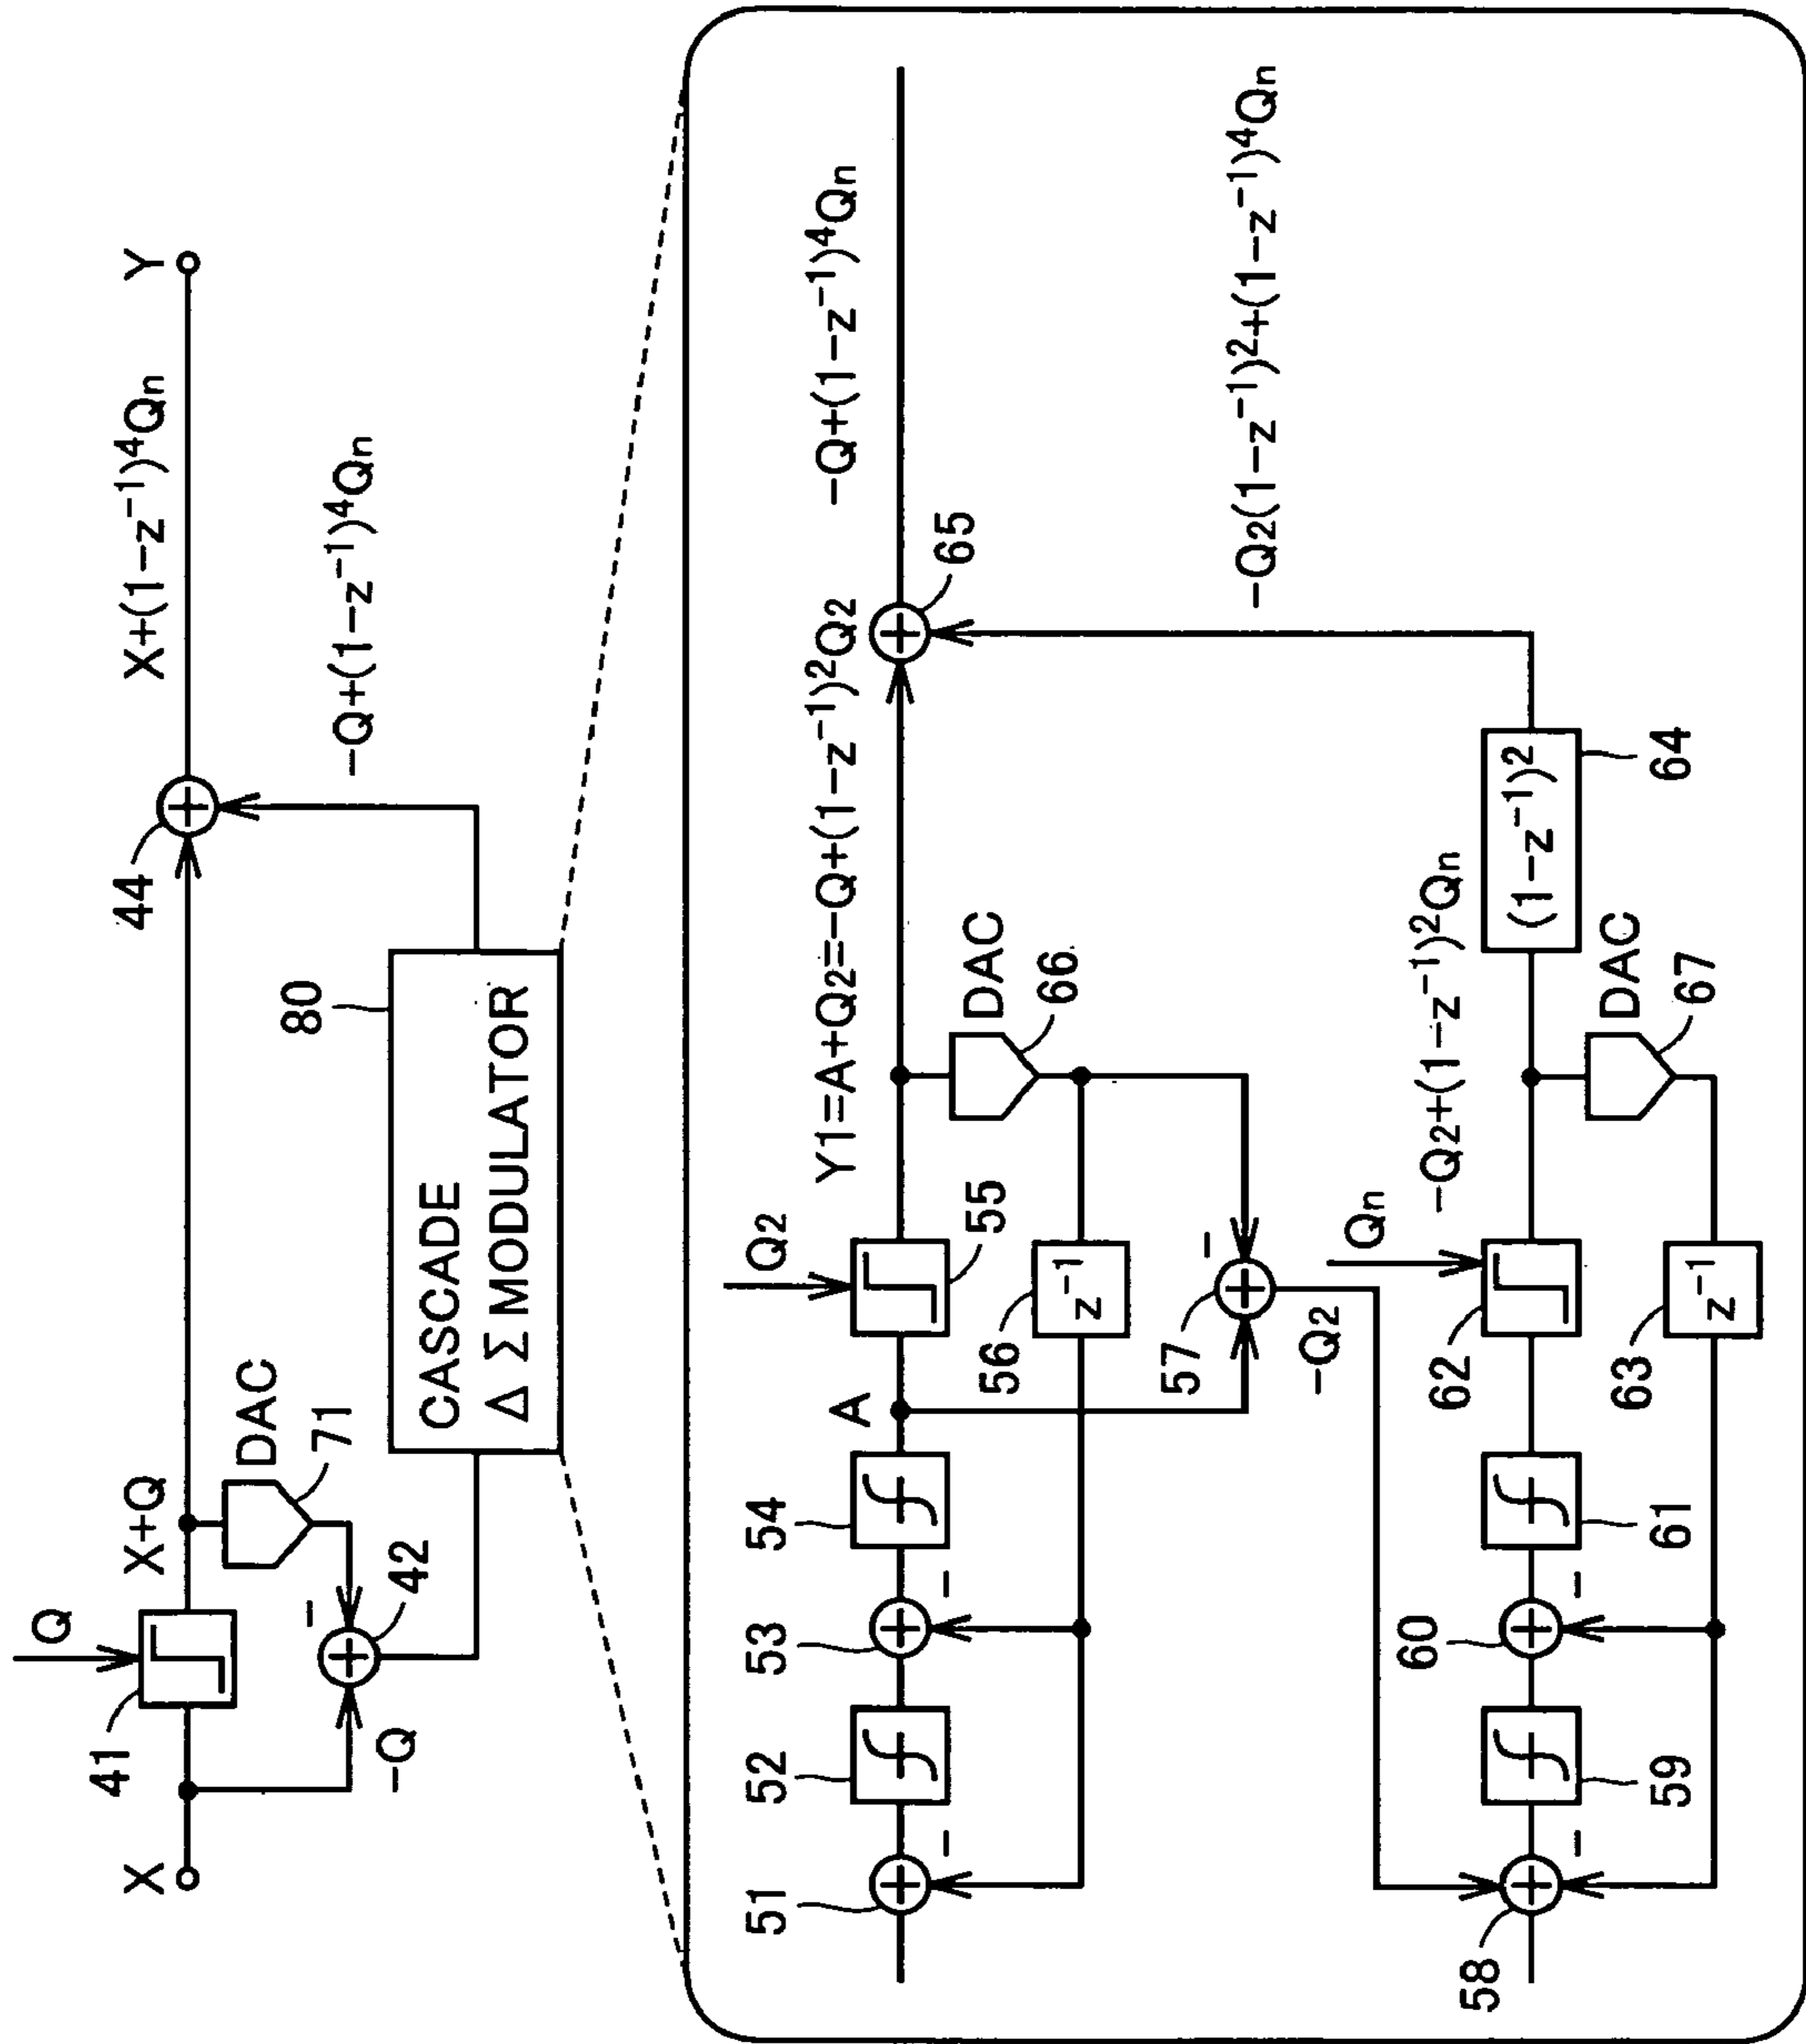 X
41
Q
X+Q
DAC
71
42
-
-Q
44
X+(1-z⁻¹)⁴Qn
Y
-Q+(1-z⁻¹)⁴Qn
80
CASCADE
Δ Σ MODULATOR
51
-
52
53
-
54
A
Q2
55
56
z⁻¹
Y1=A+Q2=-Q+(1-z⁻¹)²Q2
DAC
66
57
-
-Q2
65
-Q+(1-z⁻¹)⁴Qn
-Q2(1-z⁻¹)²+(1-z⁻¹)⁴Qn
58
-
59
60
-
61
62
Qn
63
z⁻¹
-Q2+(1-z⁻¹)²Qn
DAC
67
(1-z⁻¹)²
64